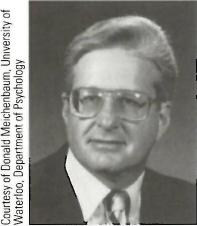 Courtesy of Donald Meichenbaum, University of
Waterloo, Department of Psychology